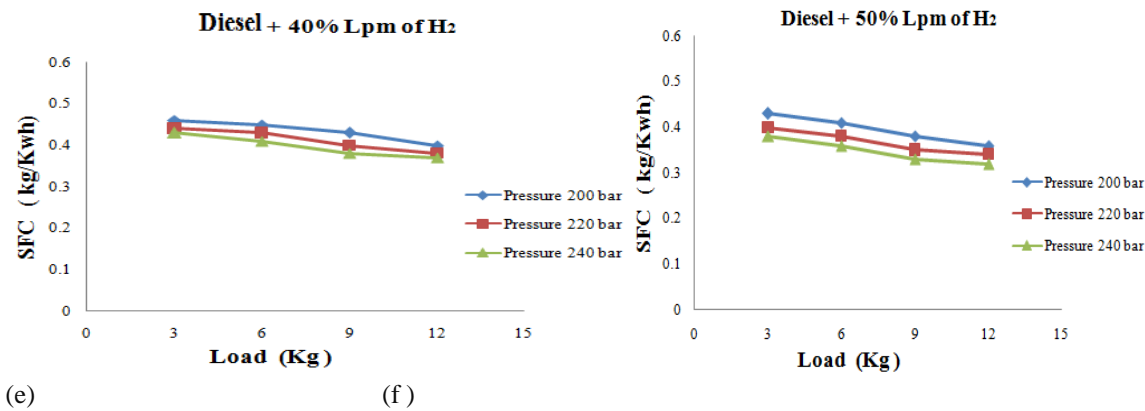 Diesel + 40% Lpm of H2
0.6
0.5
0.4
0.3
0.2
0.1
0
SFC ( kg/Kwh)
0 3 6 9 12 15
Load (Kg )
Pressure 200 bar
Pressure 220 bar
Pressure 240 bar
Diesel + 50% Lpm of H2
0.6
0.5
0.4
0.3
0.2
0.1
0
SFC ( kg/Kwh)
0 3 6 9 12 15
Load (Kg )
Pressure 200 bar
Pressure 220 bar
Pressure 240 bar
(e) (f )